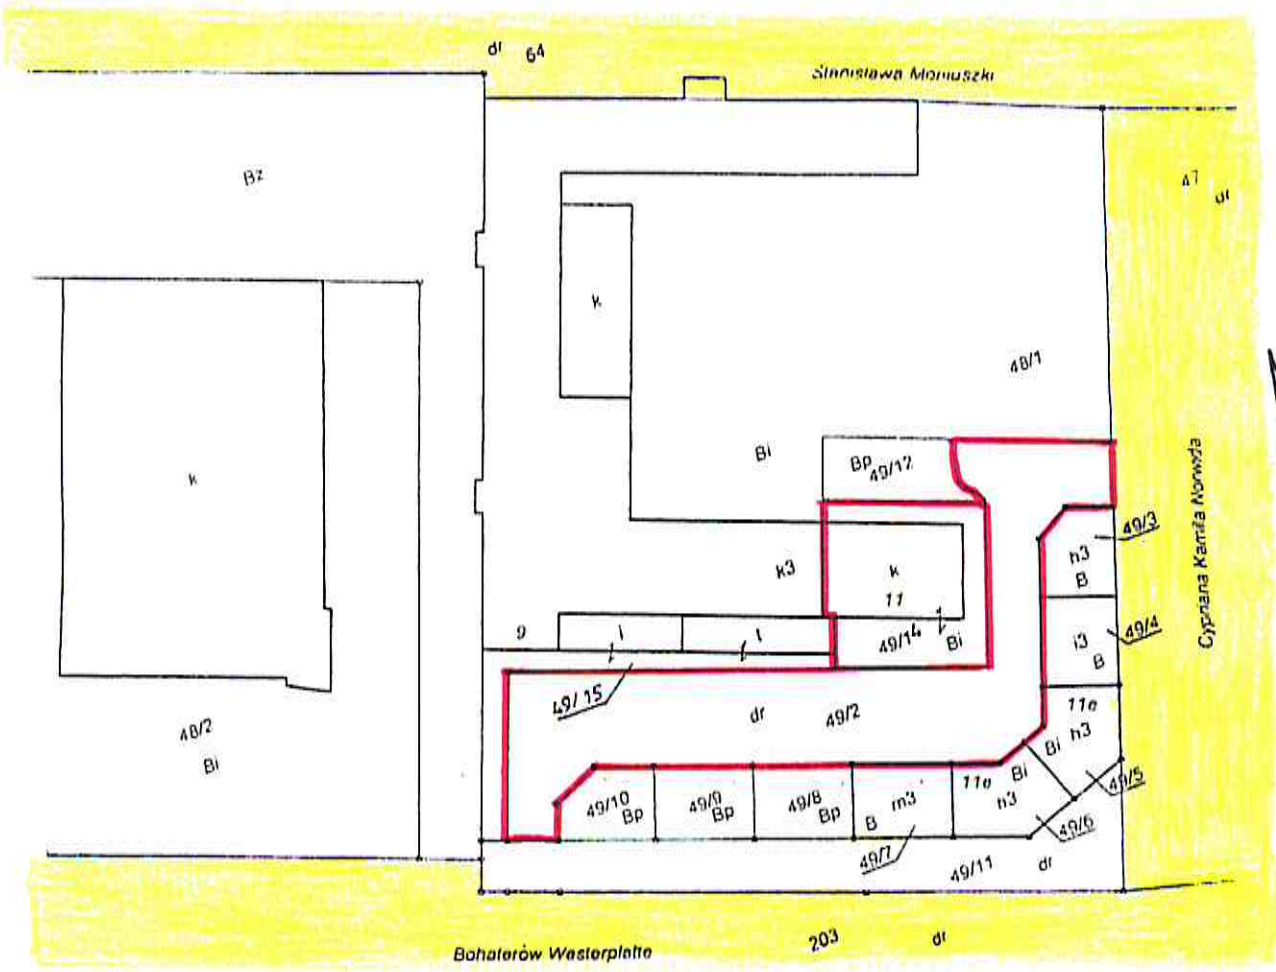 dr 64
Stanisława Moniuszki
Bz
47
dr
k
48/1
Bi
Bp
49/12
k
49/3
h3
B
k3
k
11
Cypriana Kamila Norwida
i3
B
49/4
9
i
t
49/14
Bi
49/15
dr
49/2
11e
h3
Bi
49/5
48/2
Bi
49/10
Bp
49/9
Bp
49/8
Bp
m3
B
49/7
11e
Bi
h3
49/6
49/11
dr
Bohaterów Westerplatte
203
dr